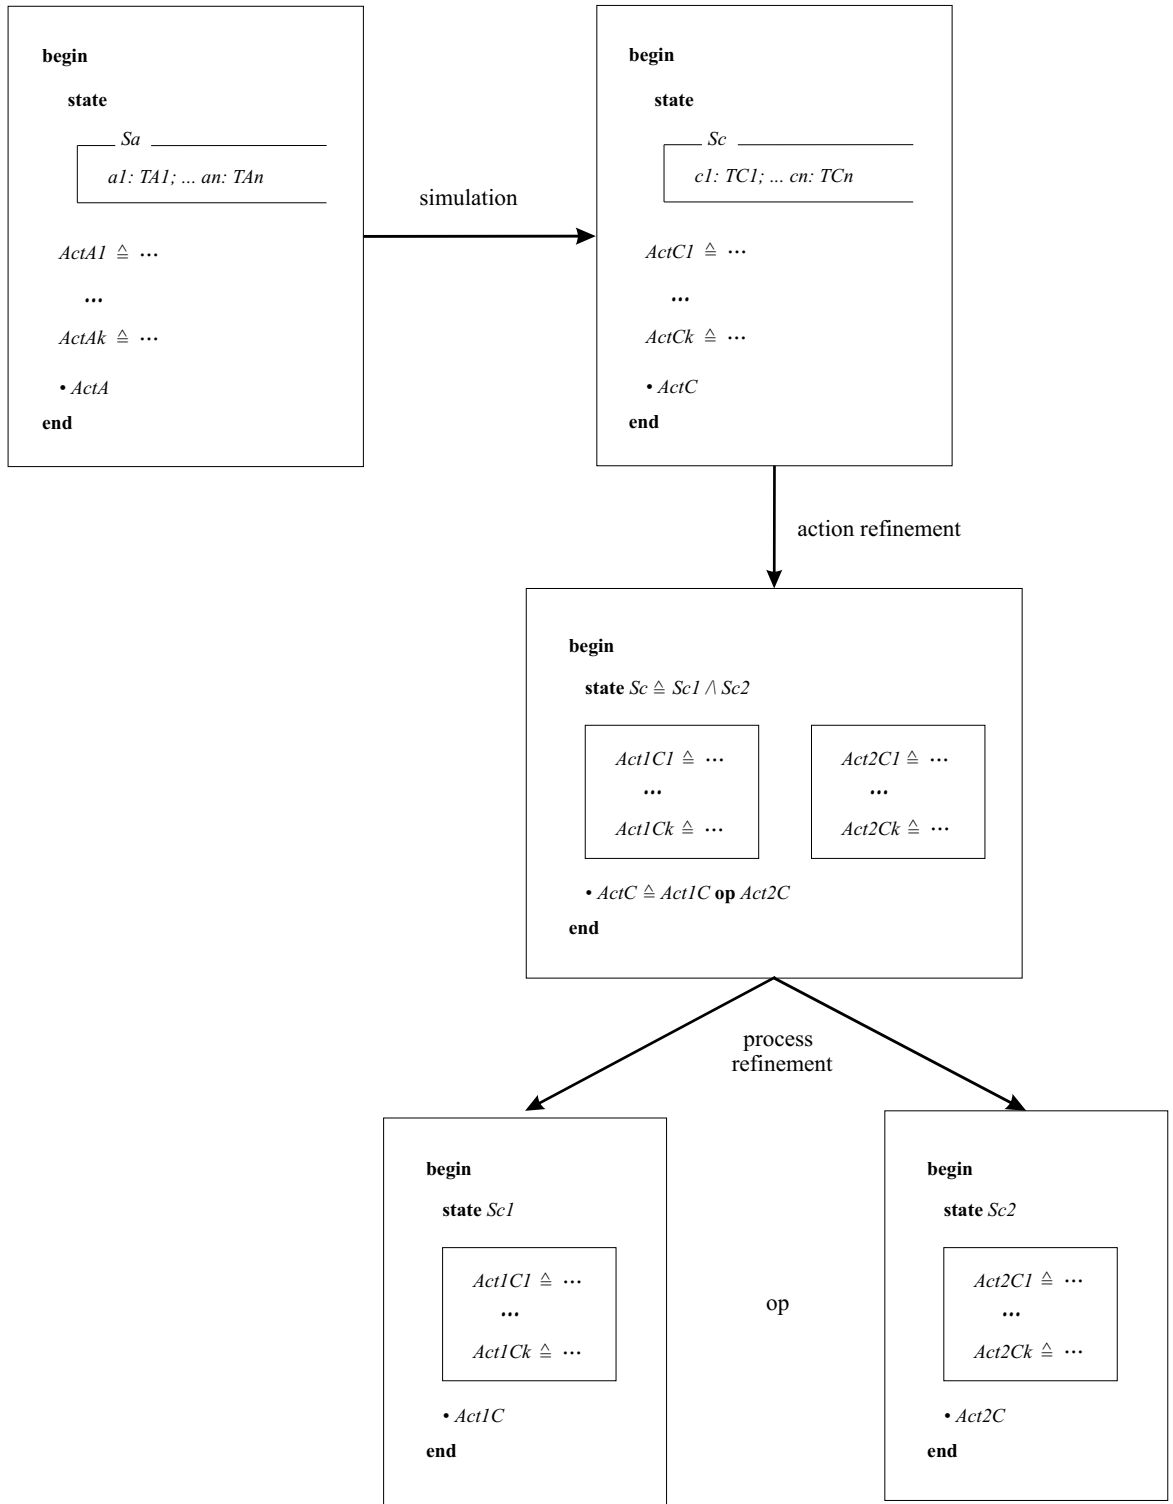 begin
state
Sa
a1: TA1; ... an: TAn
ActA1 ≙ ...
...
ActAk ≙ ...
• ActA
end
simulation
begin
state
Sc
c1: TC1; ... cn: TCn
ActC1 ≙ ...
...
ActCk ≙ ...
• ActC
end
action refinement
begin
state Sc ≙ Sc1 /\ Sc2
Act1C1 ≙ ...
...
Act1Ck ≙ ...
Act2C1 ≙ ...
...
Act2Ck ≙ ...
• ActC ≙ Act1C op Act2C
end
process
refinement
begin
state Sc1
Act1C1 ≙ ...
...
Act1Ck ≙ ...
• Act1C
end
op
begin
state Sc2
Act2C1 ≙ ...
...
Act2Ck ≙ ...
• Act2C
end